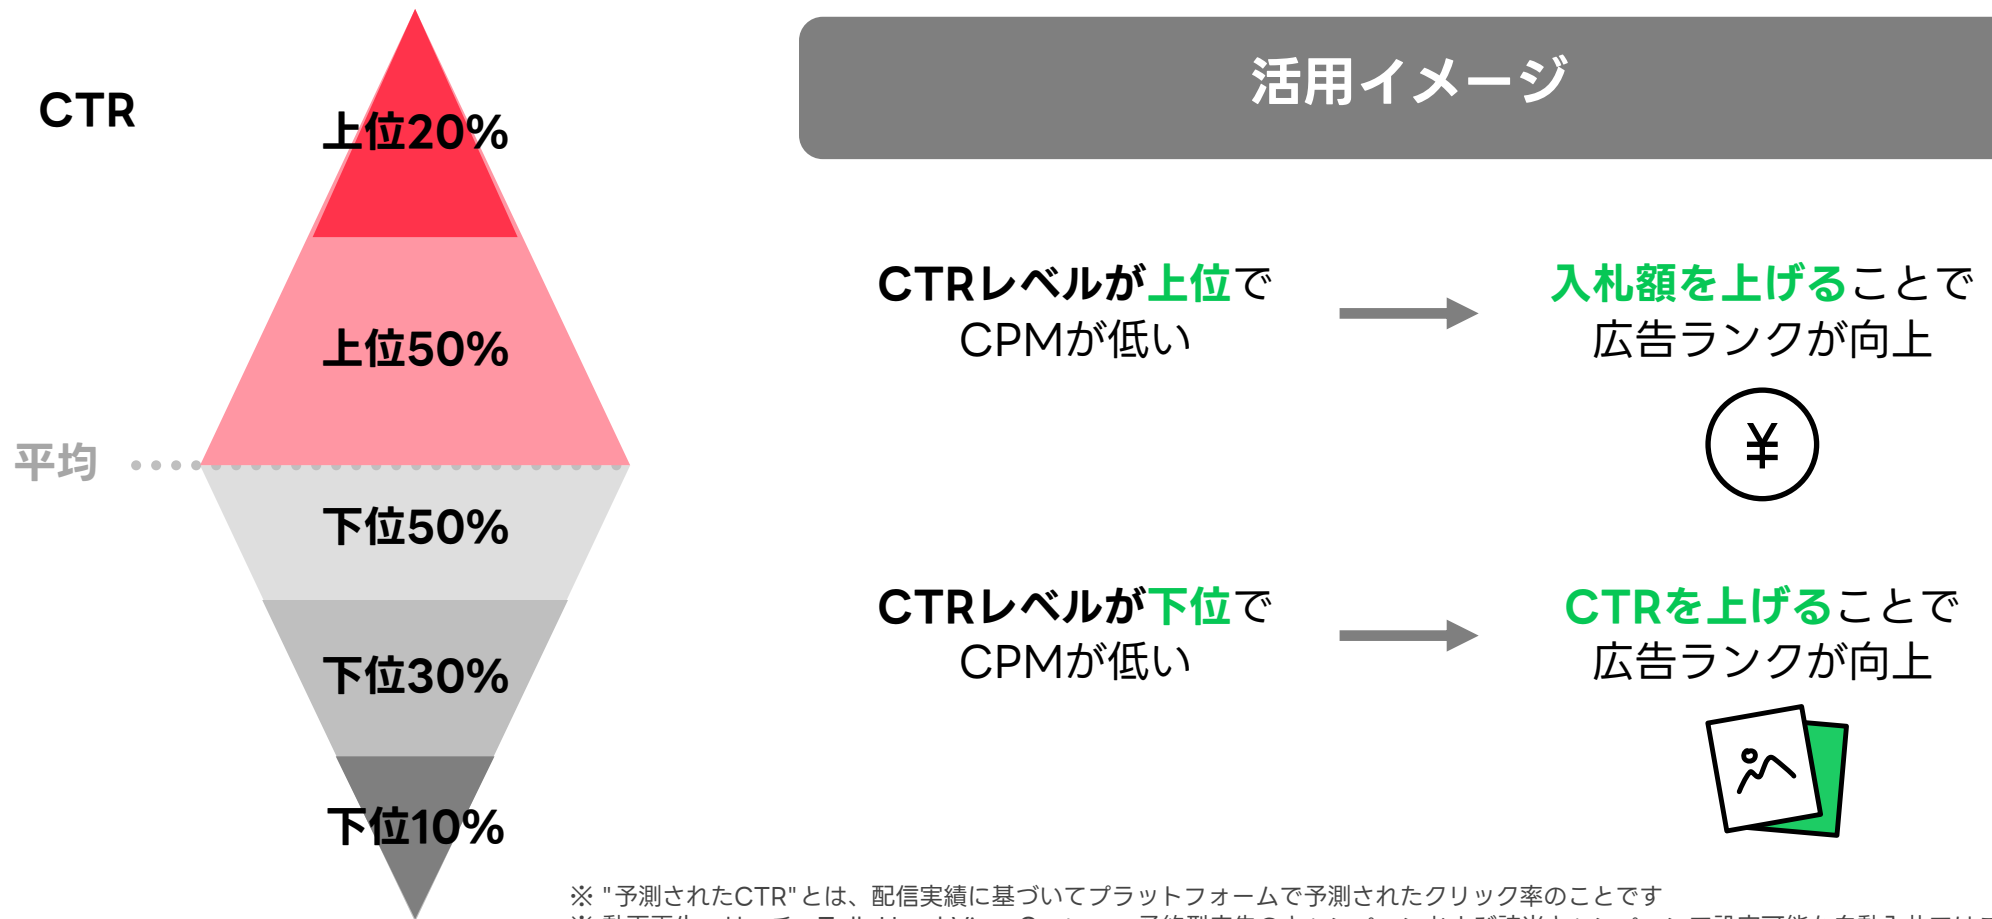 CTR
上位20%
上位50%
平均
下位50%
下位30%
下位10%
活用イメージ
CTRレベルが上位で
CPMが低い
入札額を上げることで
広告ランクが向上
¥
CTRレベルが下位で
CPMが低い
CTRを上げることで
広告ランクが向上
※ "予測されたCTR"とは、配信実績に基づいてプラットフォームで予測されたクリック率のことです